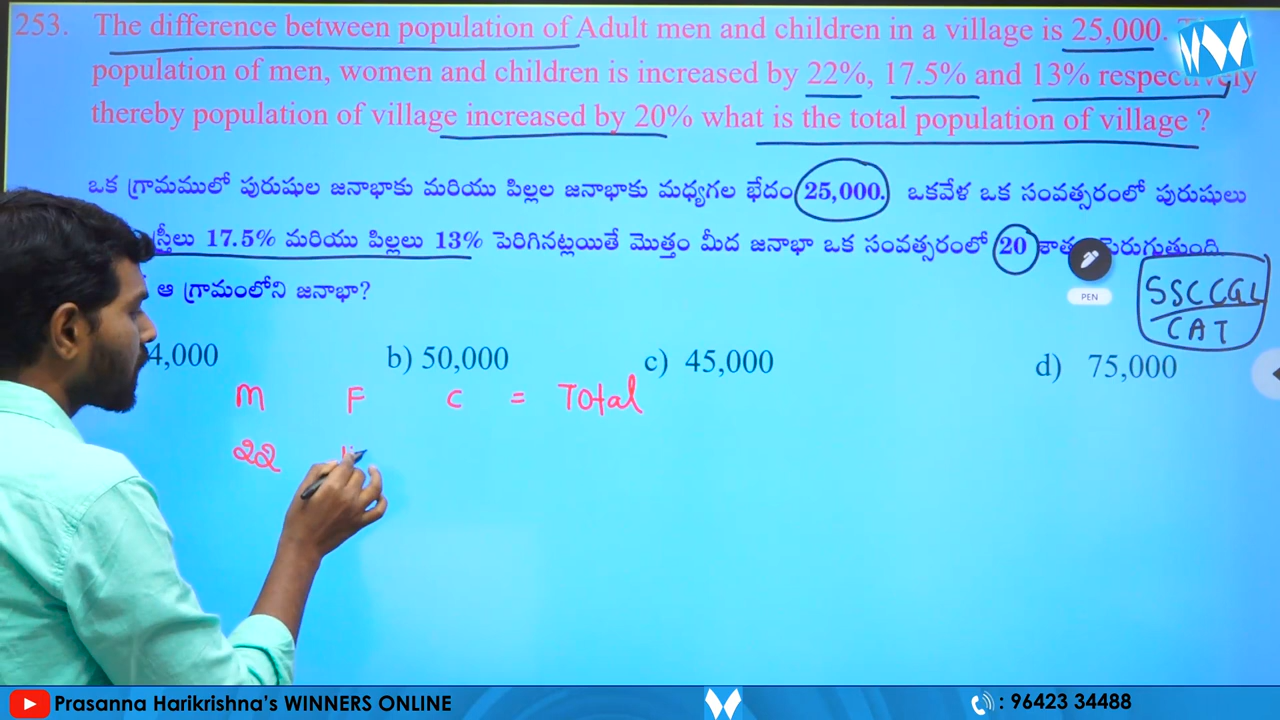 253. The difference between population of Adult men and children in a village is 25,000.
population of men, women and children is increased by 22%, 17.5% and 13% respectively
thereby population of village increased by 20% what is the total population of village ?
ఒక గ్రామములో పురుషుల జనాభాకు మరియు పిల్లల జనాభాకు మధ్యగల భేదం 25,000. ఒకవేళ ఒక సంవత్సరంలో పురుషులు
స్త్రీలు 17.5% మరియు పిల్లలు 13% పెరిగినట్లయితే మొత్తం మీద జనాభా ఒక సంవత్సరంలో 20
ఆ గ్రామంలోని జనాభా?
PEN
SSC CGL
CAT
4,000 b) 50,000 c) 45,000 d) 75,000
M F C = Total
22
Prasanna Harikrishna's WINNERS ONLINE : 96423 34488